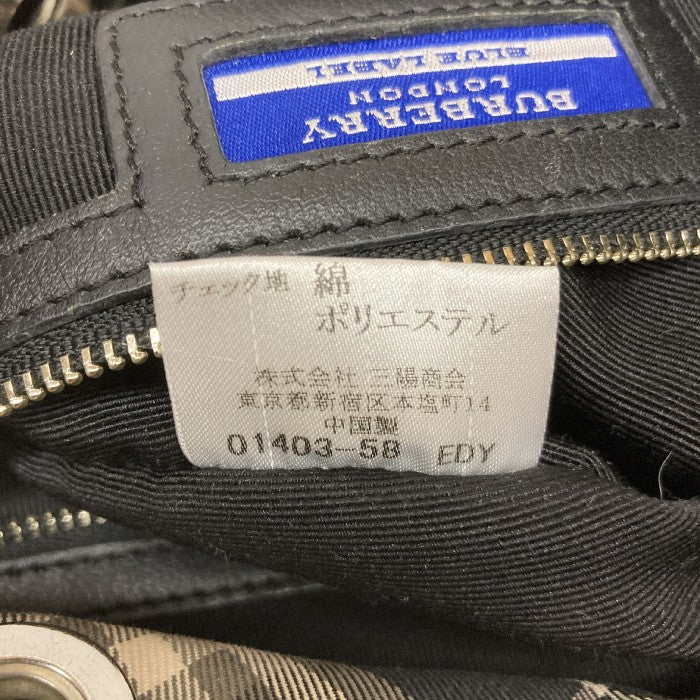 BURBERRY
LONDON
BLUE LABEL
チェック地 綿
ポリエステル
株式会社 三陽商会
東京都新宿区本塩町14
中国製
01403-58 EDY